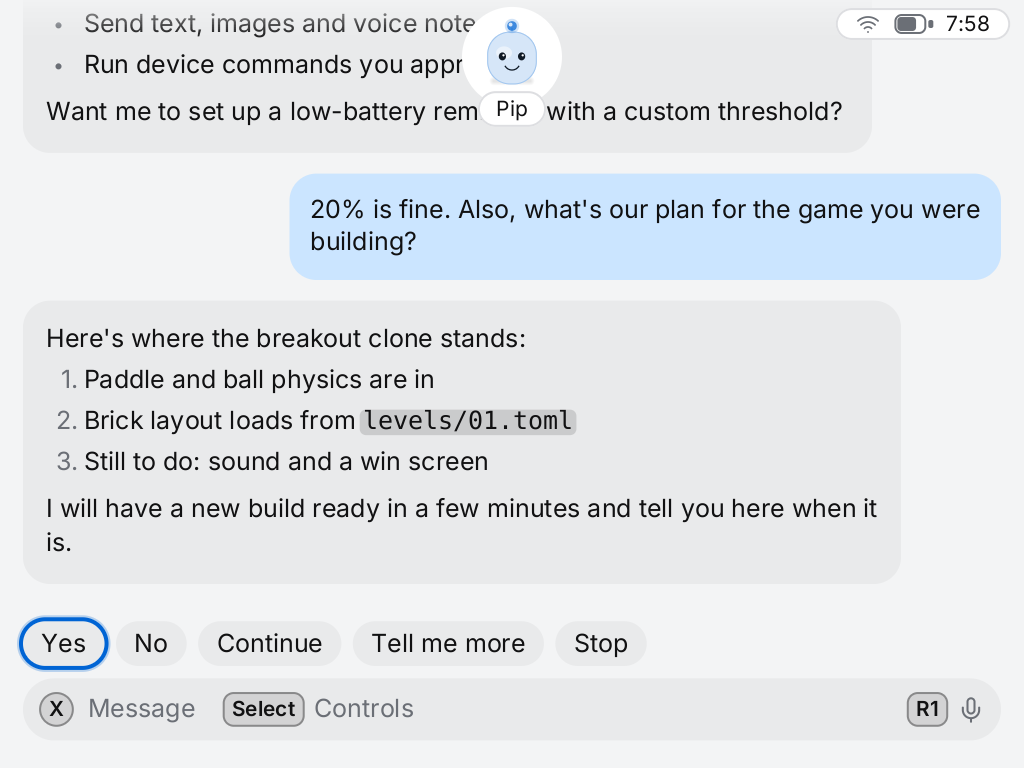 7:58
• Send text, images and voice note
• Run device commands you appr
Want me to set up a low-battery rem with a custom threshold?
Pip
20% is fine. Also, what's our plan for the game you were
building?
Here's where the breakout clone stands:
1. Paddle and ball physics are in
2. Brick layout loads from levels/01.toml
3. Still to do: sound and a win screen
I will have a new build ready in a few minutes and tell you here when it
is.
Yes No Continue Tell me more Stop
X Message Select Controls R1